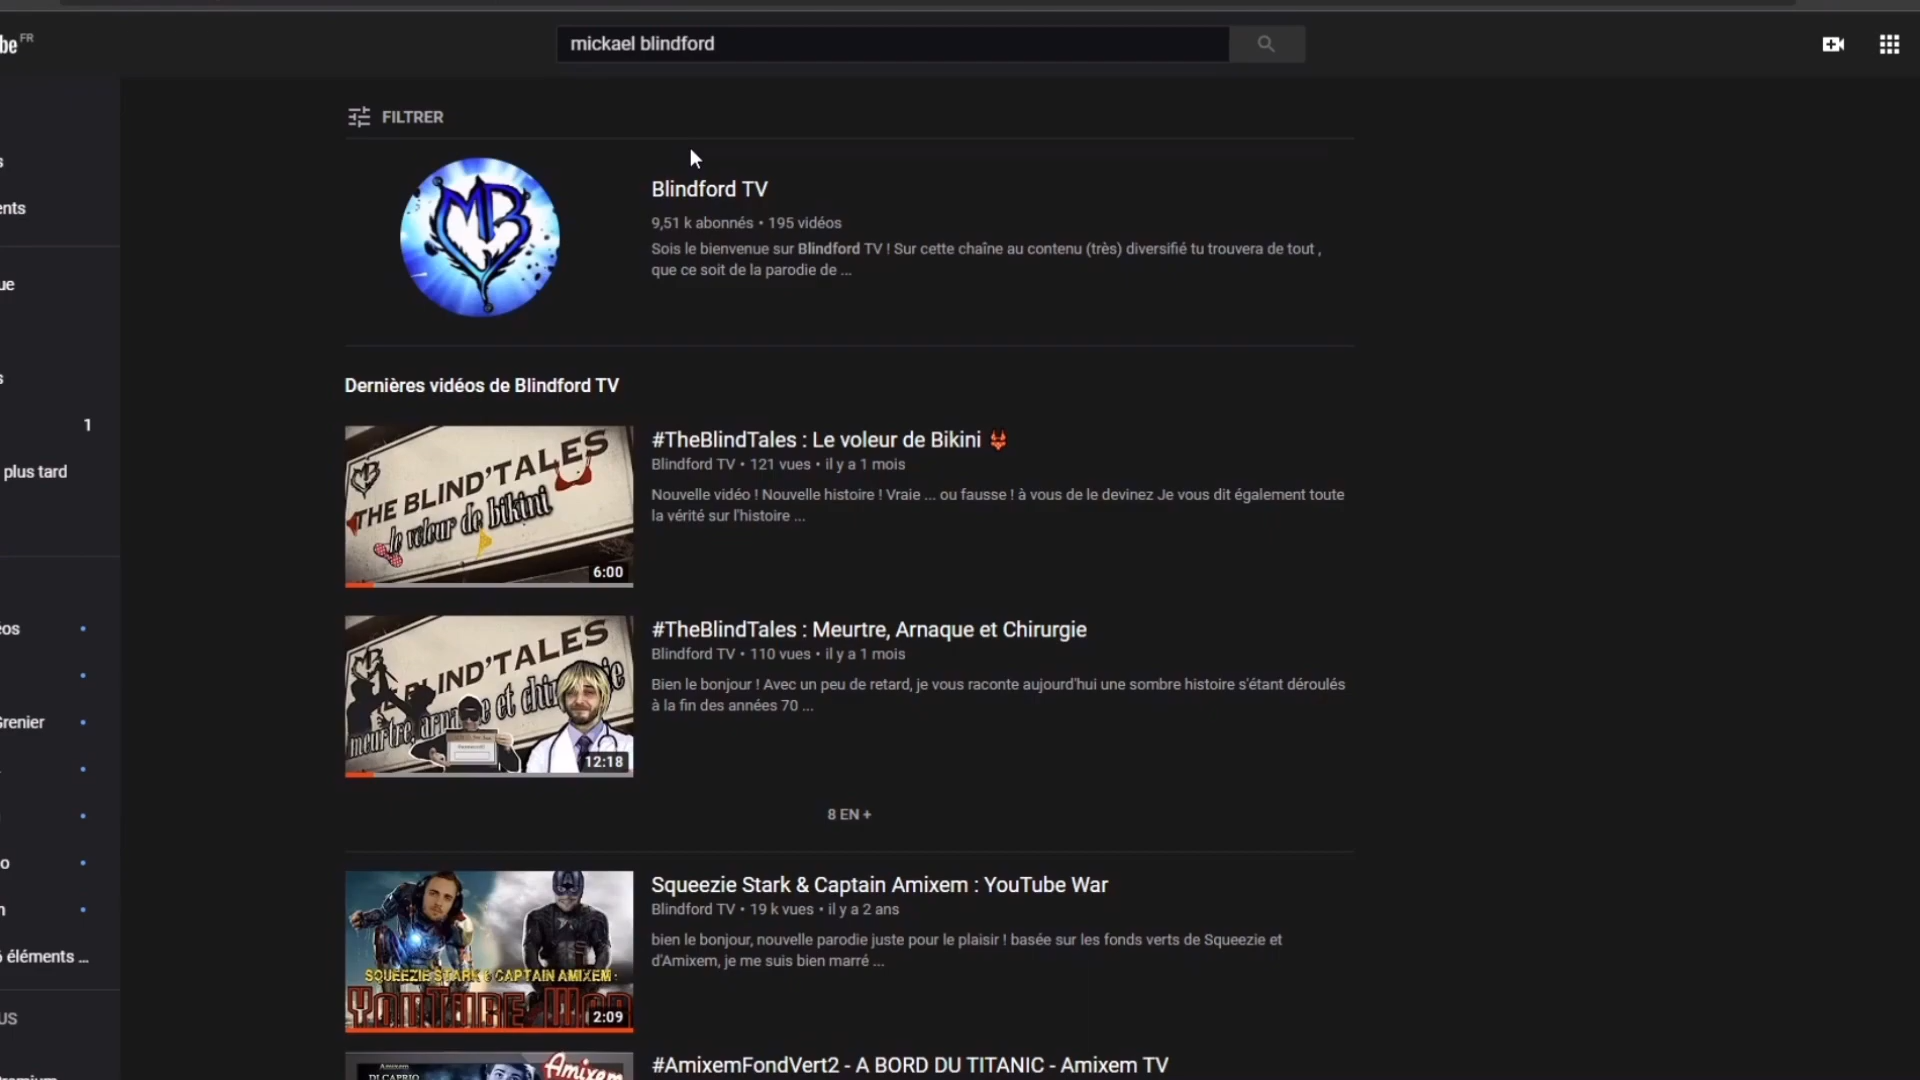 be FR
mickael blindford
FILTRER
Blindford TV
9,51 k abonnés • 195 vidéos
Sois le bienvenue sur Blindford TV ! Sur cette chaîne au contenu (très) diversifié tu trouvera de tout ,
que ce soit de la parodie de ...
s
ents
ue
s
1
plus tard
Dernières vidéos de Blindford TV
THE BLIND'TALES
le voleur de bikini
6:00
#TheBlindTales : Le voleur de Bikini
Blindford TV • 121 vues • il y a 1 mois
Nouvelle vidéo ! Nouvelle histoire ! Vraie ... ou fausse ! à vous de le devinez Je vous dit également toute
la vérité sur l'histoire ...
BLIND'TALES
meurtre, arnaque et chirurgie
12:18
#TheBlindTales : Meurtre, Arnaque et Chirurgie
Blindford TV • 110 vues • il y a 1 mois
Bien le bonjour ! Avec un peu de retard, je vous raconte aujourd'hui une sombre histoire s'étant déroulés
à la fin des années 70 ...
éos
Grenier
o
n
éléments ...
US
8 EN +
SQUEEZIE STARK & CAPTAIN AMIXEM :
YOUTUBE WAR
2:09
Squeezie Stark & Captain Amixem : YouTube War
Blindford TV • 19 k vues • il y a 2 ans
bien le bonjour, nouvelle parodie juste pour le plaisir ! basée sur les fonds verts de Squeezie et
d'Amixem, je me suis bien marré ...
Amixem
DI CAPRIO
Amixem
#AmixemFondVert2 - A BORD DU TITANIC - Amixem TV